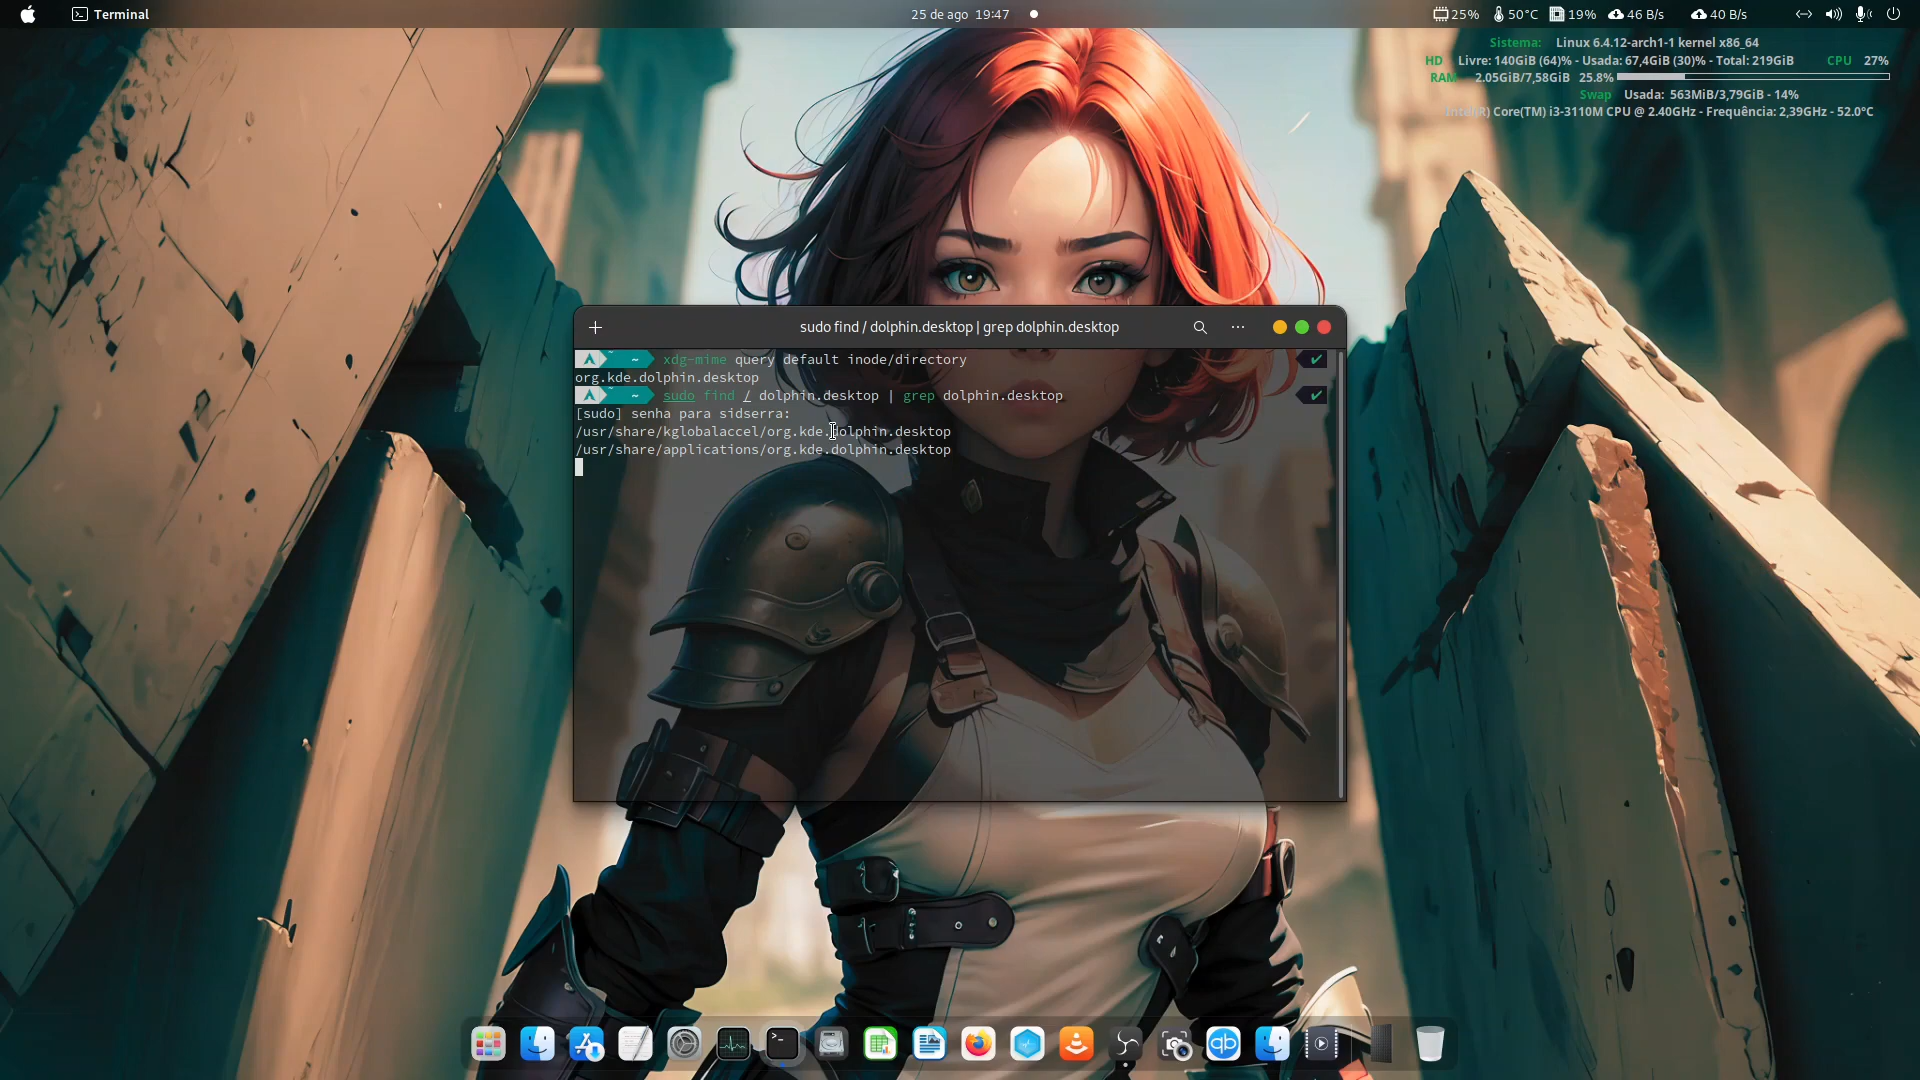 Terminal
25 de ago 19:47
25% 50°C 19% 46 B/s 40 B/s
Sistema: Linux 6.4.12-arch1-1 kernel x86_64
HD Livre: 140GiB (64)% - Usada: 67,4GiB (30)% - Total: 219GiB CPU 27%
RAM 2.05GiB/7,58GiB 25.8%
Swap Usada: 563MiB/3,79GiB - 14%
Intel(R) Core(TM) i3-3110M CPU @ 2.40GHz - Frequência: 2,39GHz - 52.0°C
sudo find / dolphin.desktop | grep dolphin.desktop
~ xdg-mime query default inode/directory
org.kde.dolphin.desktop
~ sudo find / dolphin.desktop | grep dolphin.desktop
[sudo] senha para sidserra:
/usr/share/kglobalaccel/org.kde.dolphin.desktop
/usr/share/applications/org.kde.dolphin.desktop
qb